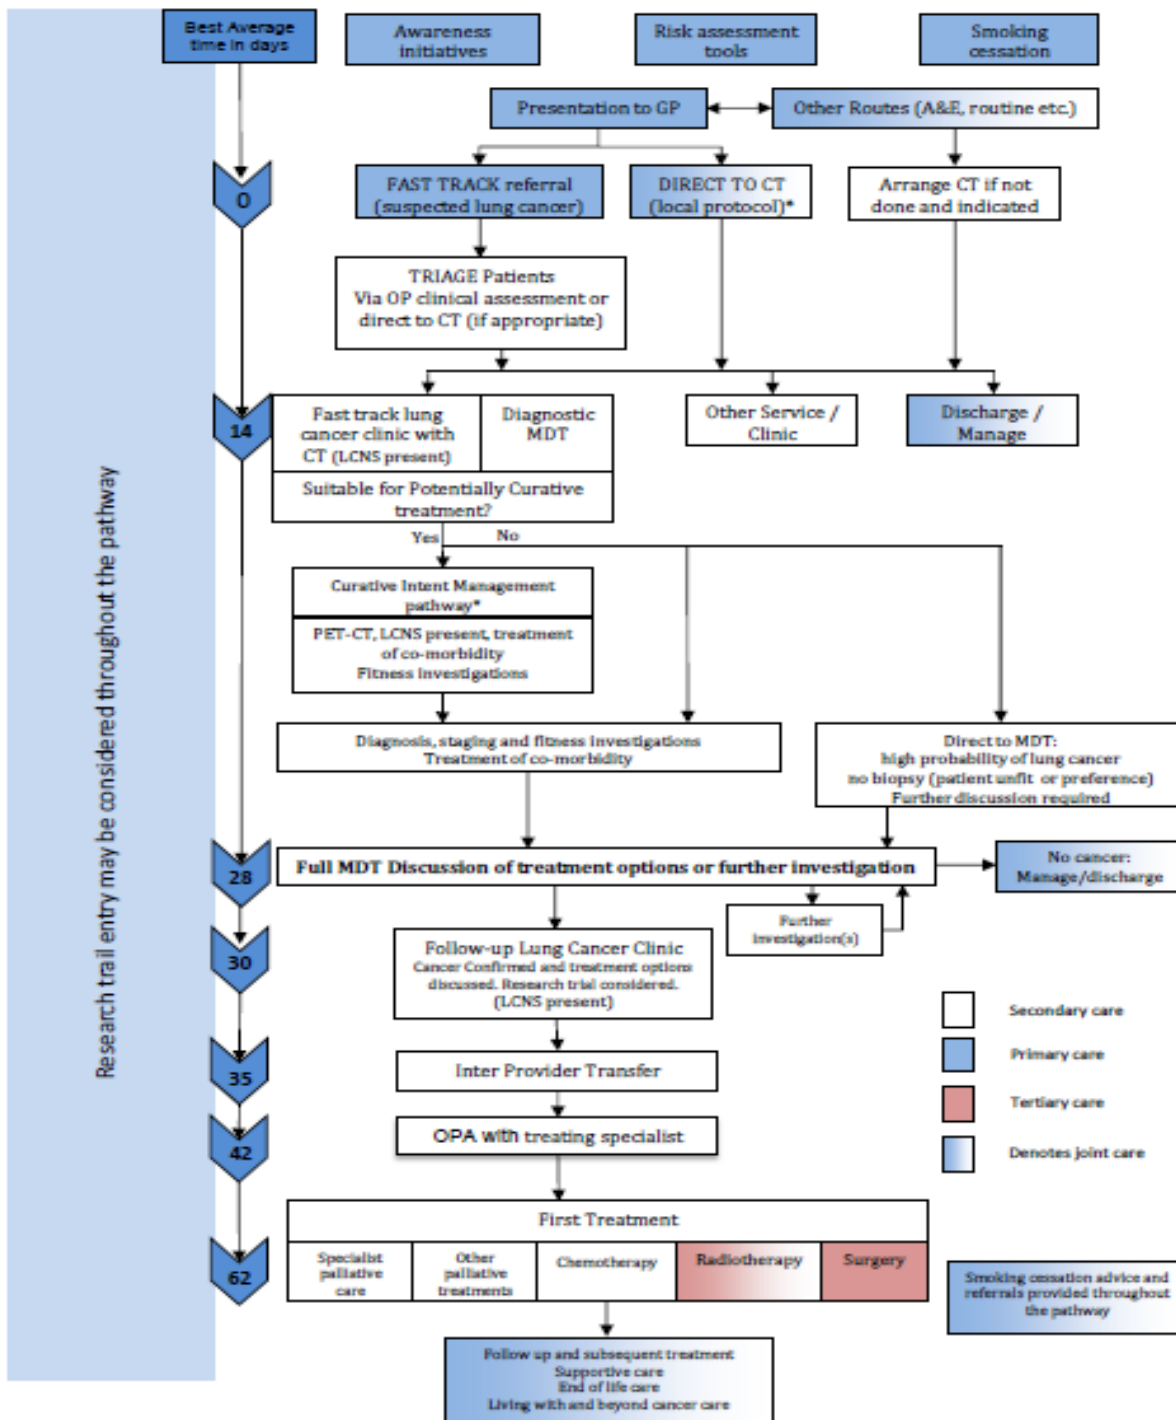 Best Average
time in days
Awareness
initiatives
Risk assessment
tools
Smoking
cessation
Presentation to GP
Other Routes (A&E, routine etc.)
0
FAST TRACK referral
(suspected lung cancer)
DIRECT TO CT
(local protocol)*
Arrange CT if not
done and indicated
TRIAGE Patients
Via OP clinical assessment or
direct to CT (if appropriate)
14
Fast track lung
cancer clinic with
CT (LCNS present)
Diagnostic
MDT
Other Service /
Clinic
Discharge /
Manage
Suitable for Potentially Curative
treatment?
Yes
No
Curative Intent Management
pathway*
PET-CT, LCNS present, treatment
of co-morbidity
Fitness Investigations
Diagnosis, staging and fitness investigations
Treatment of co-morbidity
Direct to MDT:
high probability of lung cancer
no biopsy (patient unfit or preference)
Further discussion required
28
Full MDT Discussion of treatment options or further investigation
No cancer:
Manage/discharge
Further
investigation(s)
30
Follow-up Lung Cancer Clinic
Cancer Confirmed and treatment options
discussed. Research trial considered.
(LCNS present)
35
Inter Provider Transfer
42
OPA with treating specialist
Secondary care
Primary care
Tertiary care
Denotes joint care
62
First Treatment
Specialist
palliative
care
Other
palliative
treatments
Chemotherapy
Radiotherapy
Surgery
Smoking cessation advice and
referrals provided throughout
the pathway
Follow up and subsequent treatment
Supportive care
End of life care
Living with and beyond cancer care
Research trail entry may be considered throughout the pathway